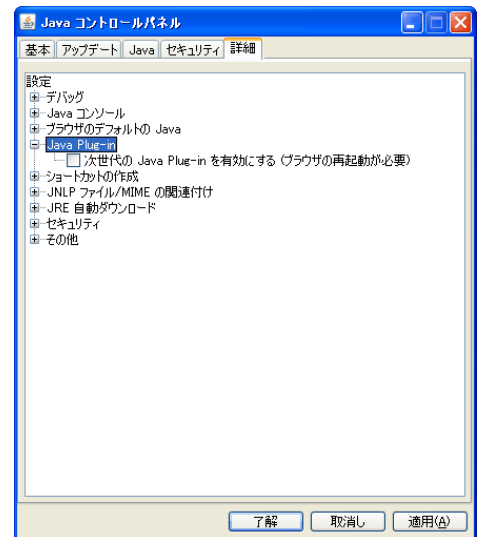 Java コントロールパネル
基本 アップデート Java セキュリティ 詳細
設定
デバッグ
Java コンソール
ブラウザのデフォルトの Java
Java Plug-in
次世代の Java Plug-in を有効にする (ブラウザの再起動が必要)
ショートカットの作成
JNLP ファイル/MIME の関連付け
JRE 自動ダウンロード
セキュリティ
その他
了解 取消し 適用(A)